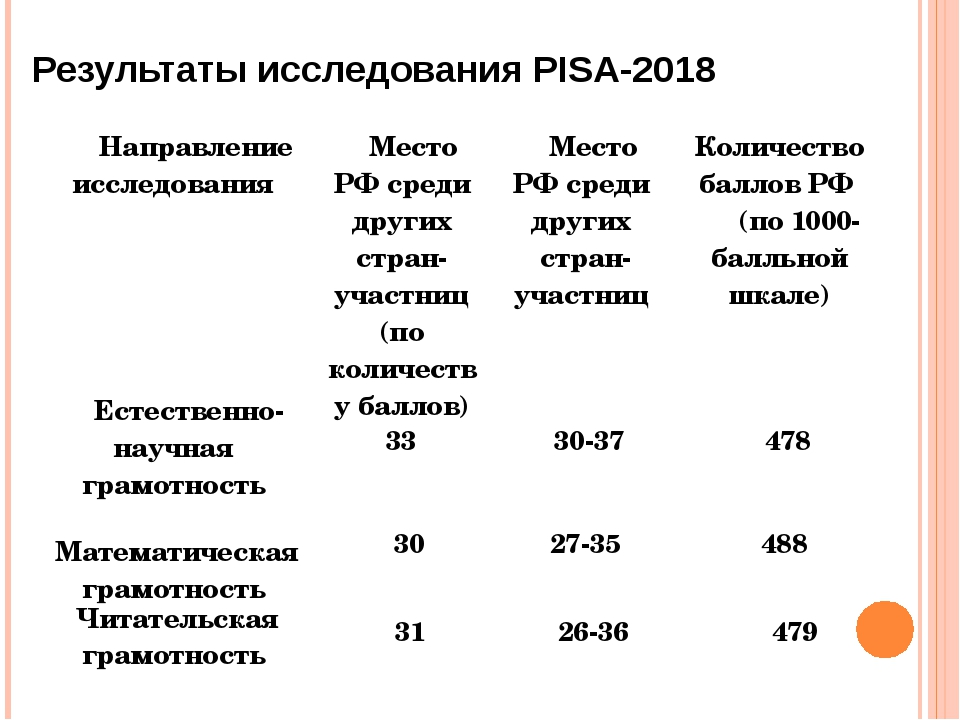 Результаты исследования PISA-2018
Направление
исследования
Место
РФ среди
других
стран-
участниц
(по
количеств
у баллов)
Место
РФ среди
других
стран-
участниц
Количество
баллов РФ
(по 1000-
балльной
шкале)
Естественно-
научная
грамотность
33
30-37
478
Математическая
грамотность
30
27-35
488
Читательская
грамотность
31
26-36
479